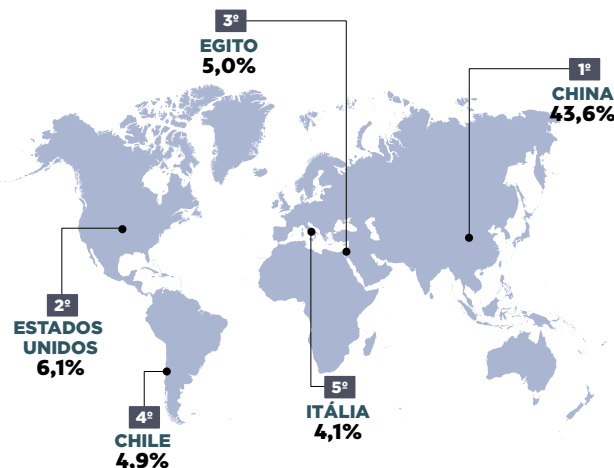 3º
EGITO
5,0%
1º
CHINA
43,6%
2º
ESTADOS
UNIDOS
6,1%
4º
CHILE
4,9%
5º
ITÁLIA
4,1%